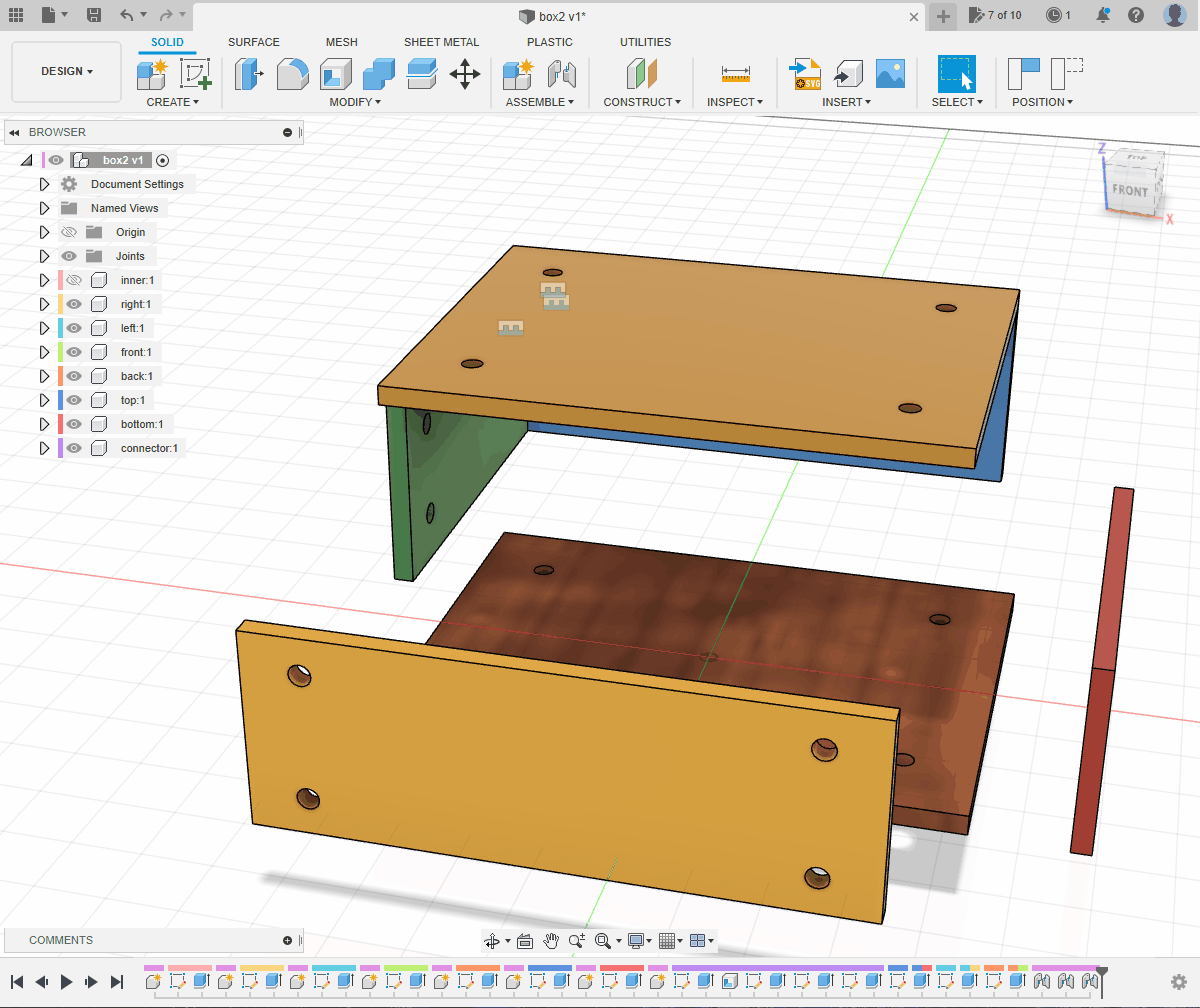 box2 v1*
7 of 10
1
SOLID
SURFACE
MESH
SHEET METAL
PLASTIC
UTILITIES
DESIGN
SVG
CREATE
MODIFY
ASSEMBLE
CONSTRUCT
INSPECT
INSERT
SELECT
POSITION
BROWSER
box2 v1
Document Settings
Named Views
Origin
Joints
inner:1
right:1
left:1
front:1
back:1
top:1
bottom:1
connector:1
Z
TOP
FRONT
X
COMMENTS